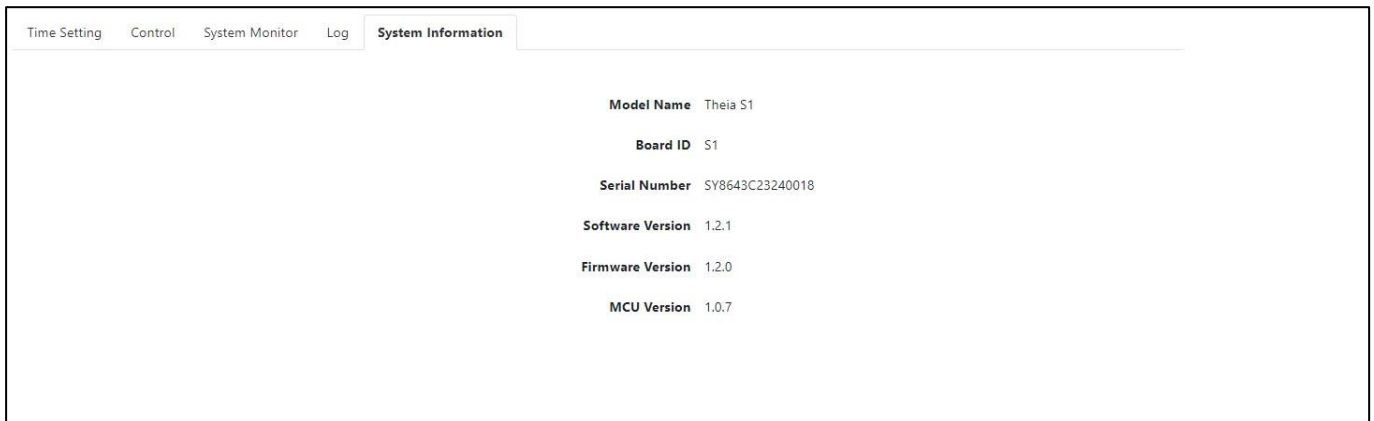 Time Setting Control System Monitor Log System Information
Model Name Theia S1
Board ID S1
Serial Number SY8643C23240018
Software Version 1.2.1
Firmware Version 1.2.0
MCU Version 1.0.7